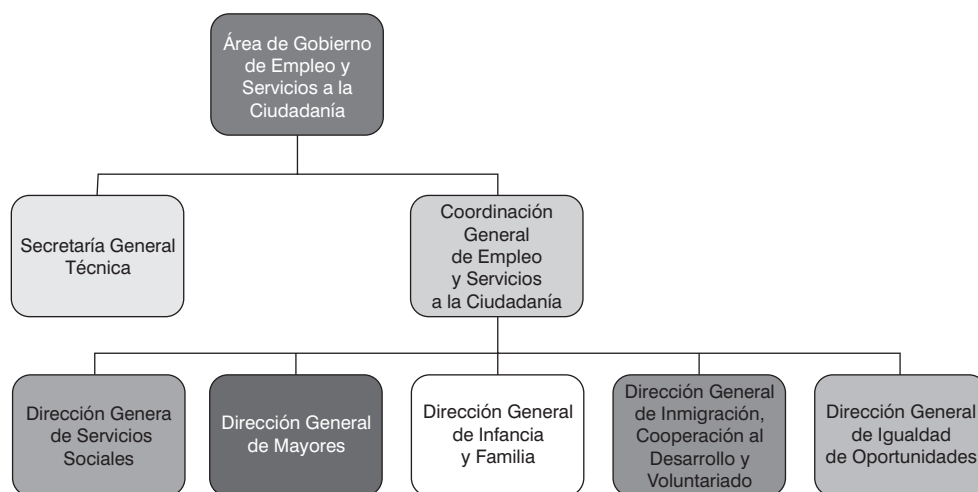 Área de Gobierno
de Empleo y
Servicios a la
Ciudadanía
Secretaría General
Técnica
Coordinación
General
de Empleo
y Servicios
a la Ciudadanía
Dirección Genera
de Servicios
Sociales
Dirección General
de Mayores
Dirección General
de Infancia
y Familia
Dirección General
de Inmigración,
Cooperación al
Desarrollo y
Voluntariado
Dirección General
de Igualdad
de Oportunidades